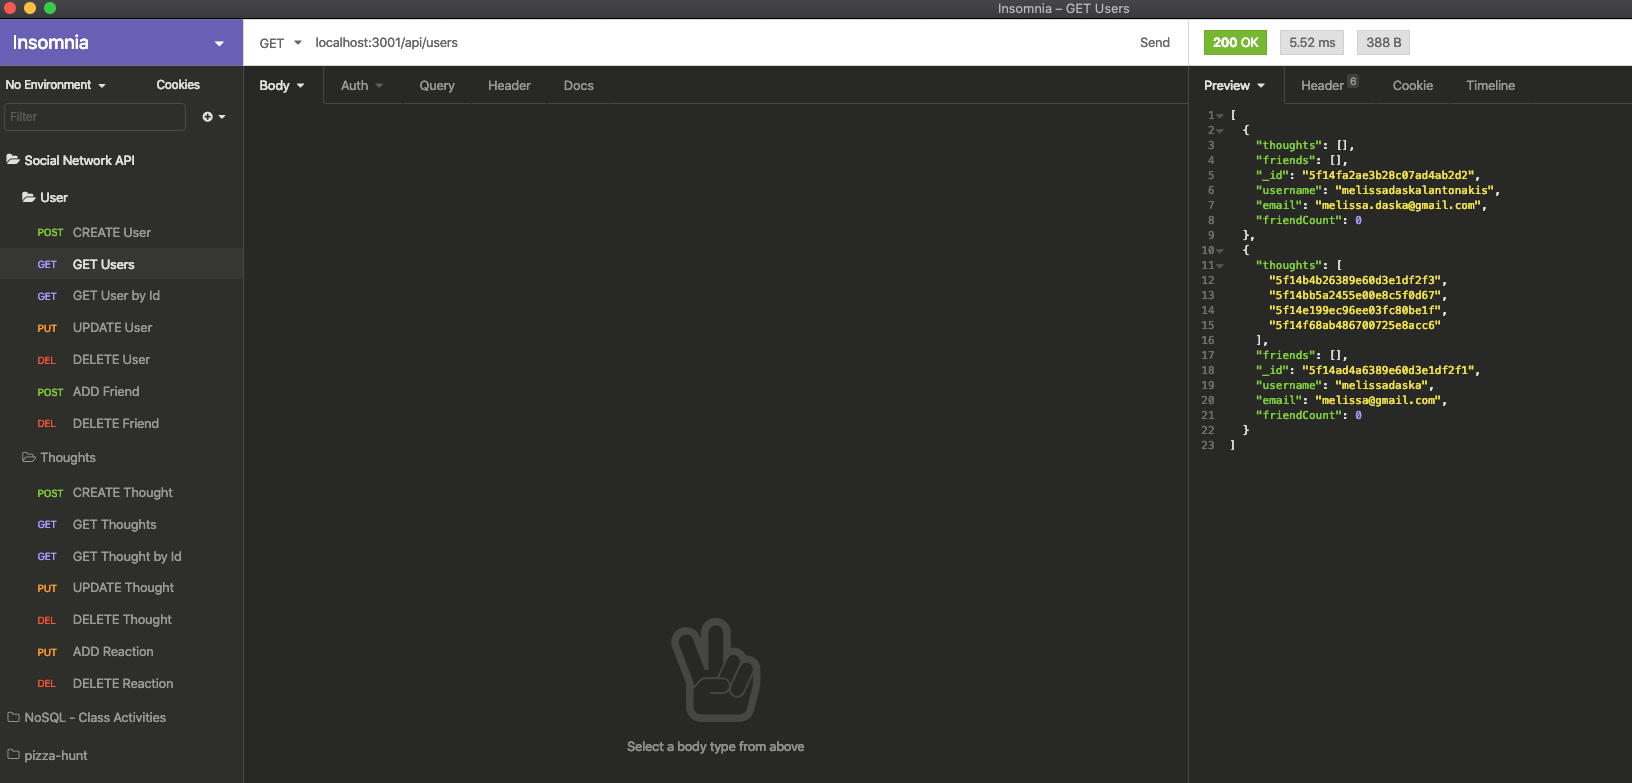 Insomnia – GET Users
Insomnia
GET localhost:3001/api/users Send
200 OK 5.52 ms 388 B
No Environment Cookies
Body Auth Query Header Docs
Preview Header 6 Cookie Timeline
Filter
Social Network API
User
POST CREATE User
GET GET Users
GET GET User by Id
PUT UPDATE User
DEL DELETE User
POST ADD Friend
DEL DELETE Friend
Thoughts
POST CREATE Thought
GET GET Thoughts
GET GET Thought by Id
PUT UPDATE Thought
DEL DELETE Thought
PUT ADD Reaction
DEL DELETE Reaction
NoSQL - Class Activities
pizza-hunt
Select a body type from above
1 [
2 {
3 "thoughts": [],
4 "friends": [],
5 "_id": "5f14fa2ae3b28c07ad4ab2d2",
6 "username": "melissadaskalantonakis",
7 "email": "melissa.daska@gmail.com",
8 "friendCount": 0
9 },
10 {
11 "thoughts": [
12 "5f14b4b26389e60d3e1df2f3",
13 "5f14bb5a2455e00e8c5f0d67",
14 "5f14e199ec96ee03fc80be1f",
15 "5f14f68ab486700725e8acc6"
16 ],
17 "friends": [],
18 "_id": "5f14ad4a6389e60d3e1df2f1",
19 "username": "melissadaska",
20 "email": "melissa@gmail.com",
21 "friendCount": 0
22 }
23 ]